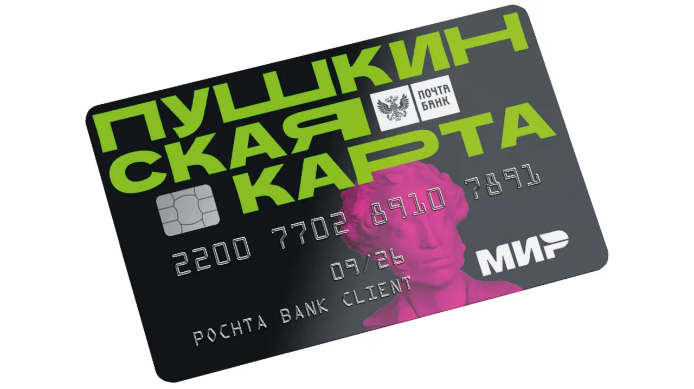 ПУШКИН
СКАЯ
ПОЧТА
БАНК
КАРТА
2200 7702 8910 7891
09/26
POCHTA BANK CLIENT
МИР